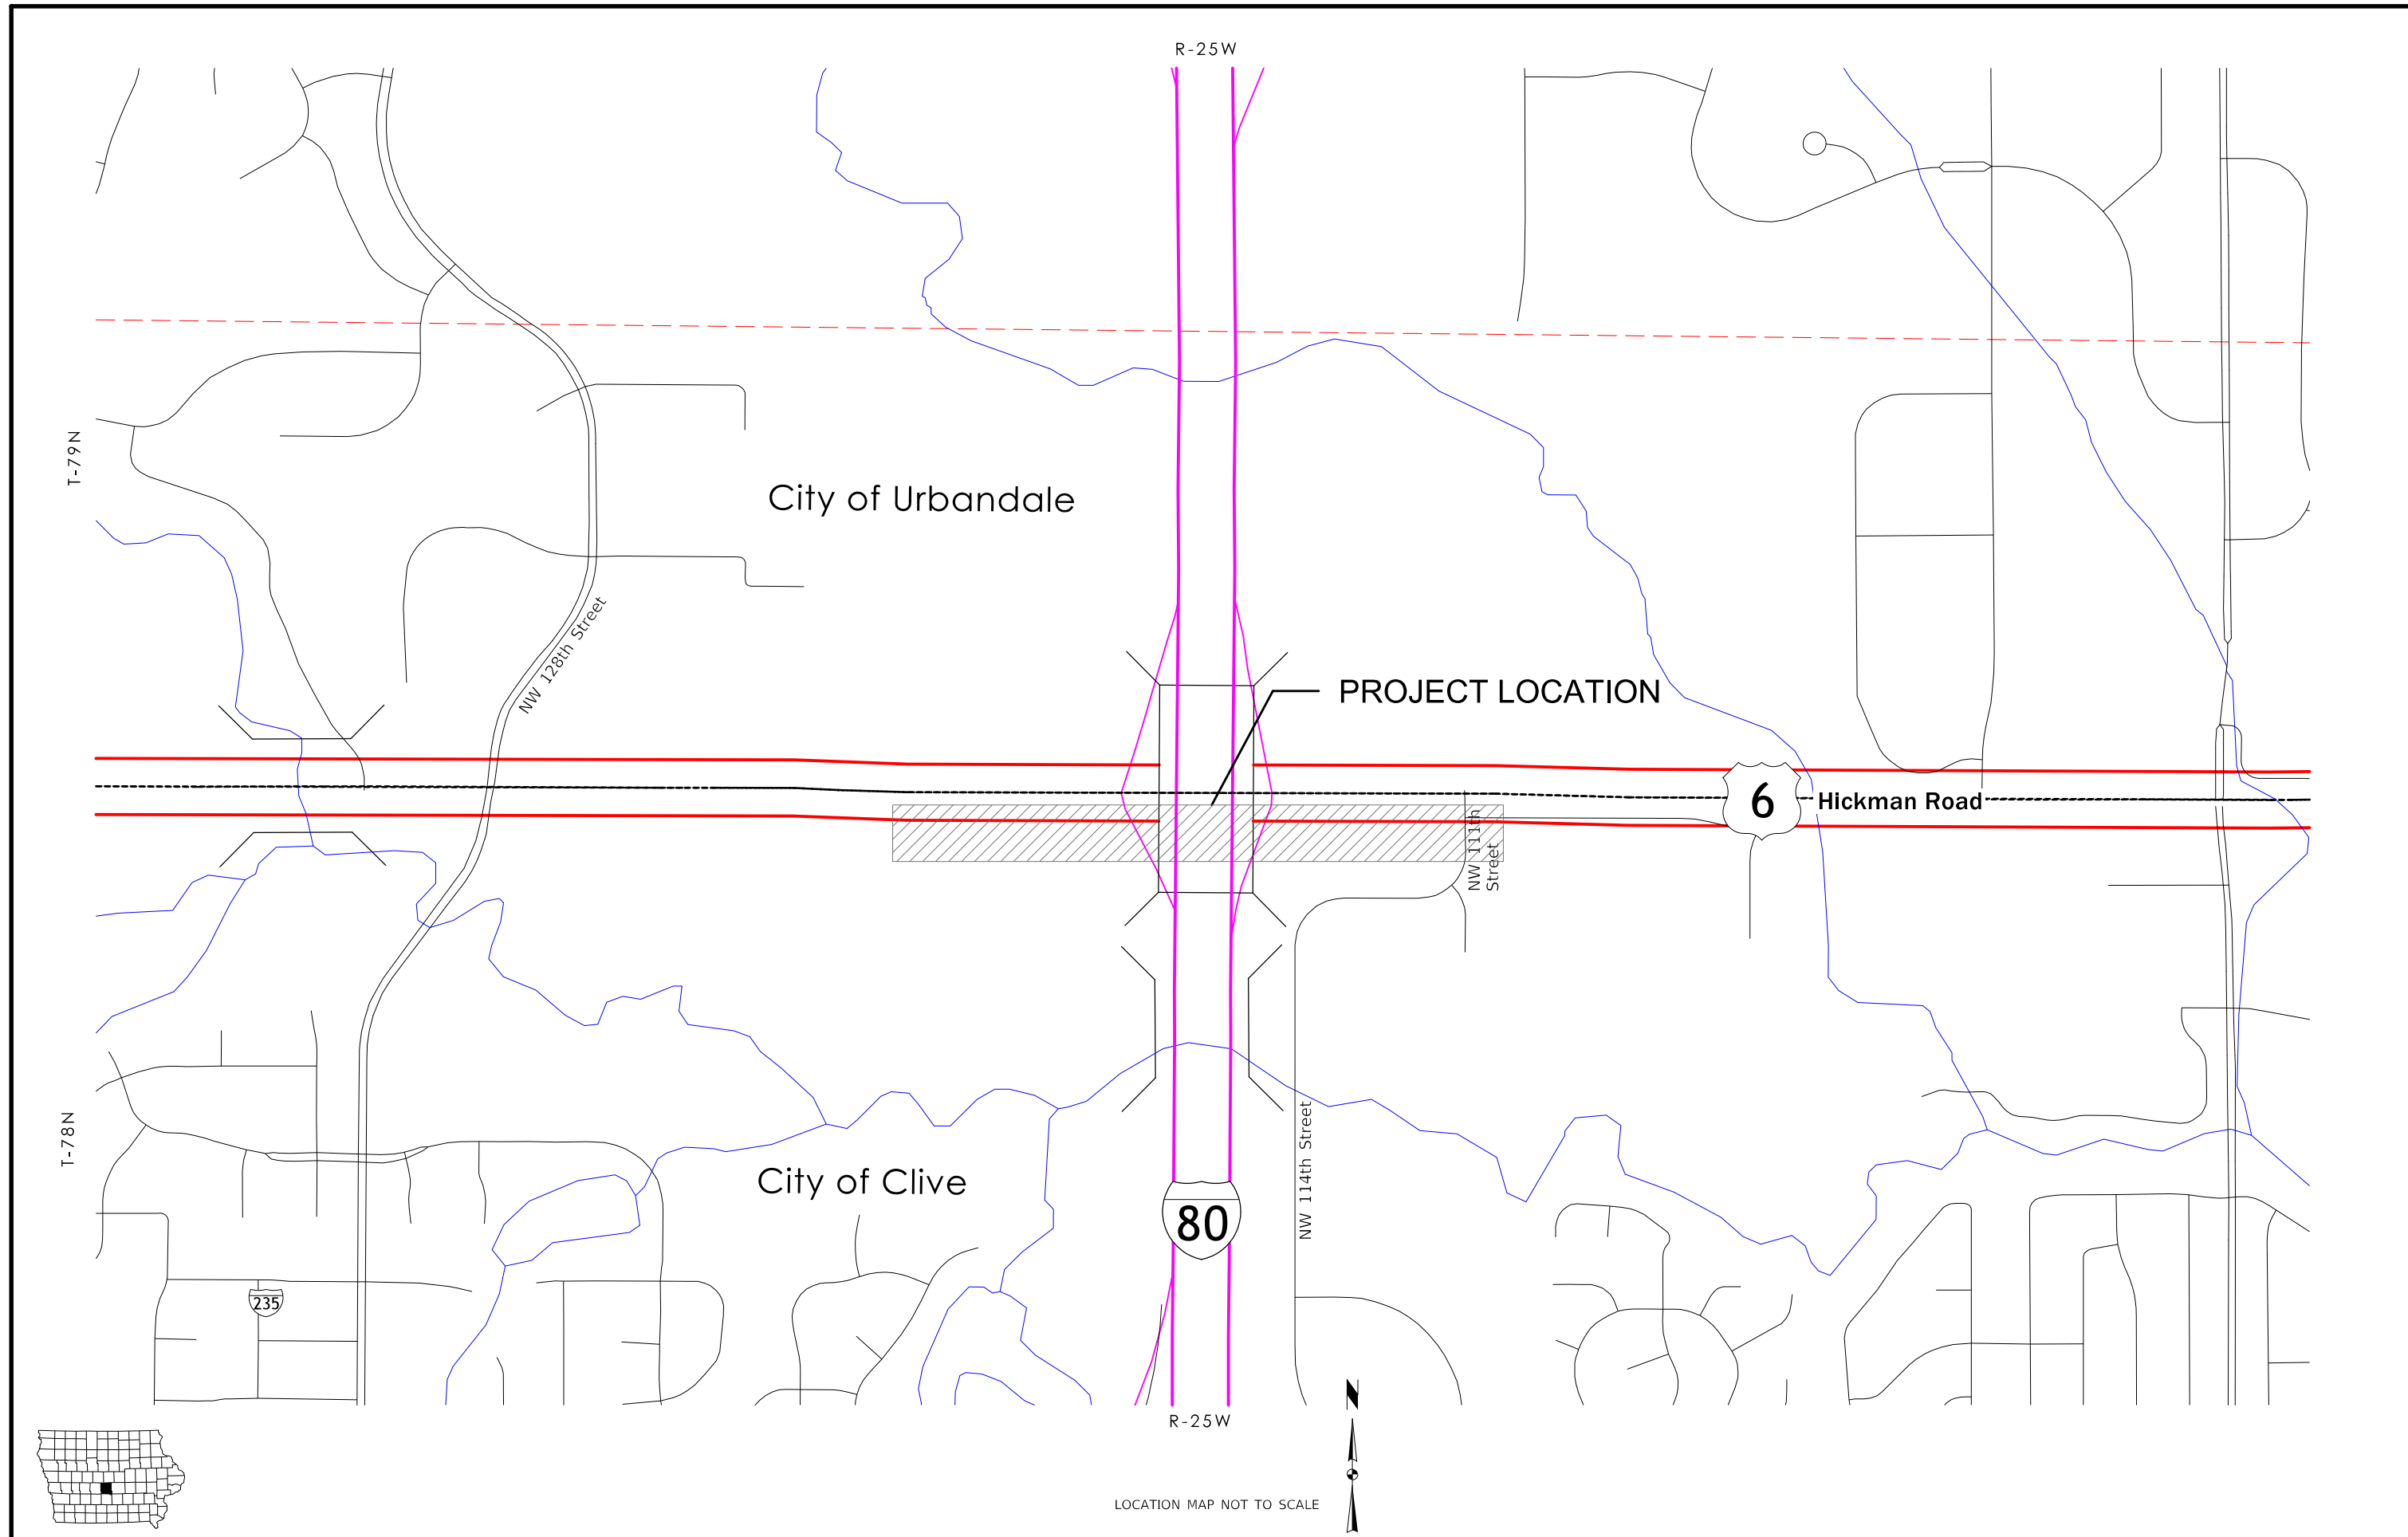 R-25W
T-79N
City of Urbandale
NW 128th Street
PROJECT LOCATION
6
Hickman Road
NW 111th
Street
T-78N
City of Clive
NW 114th Street
80
235
N
R-25W
LOCATION MAP NOT TO SCALE